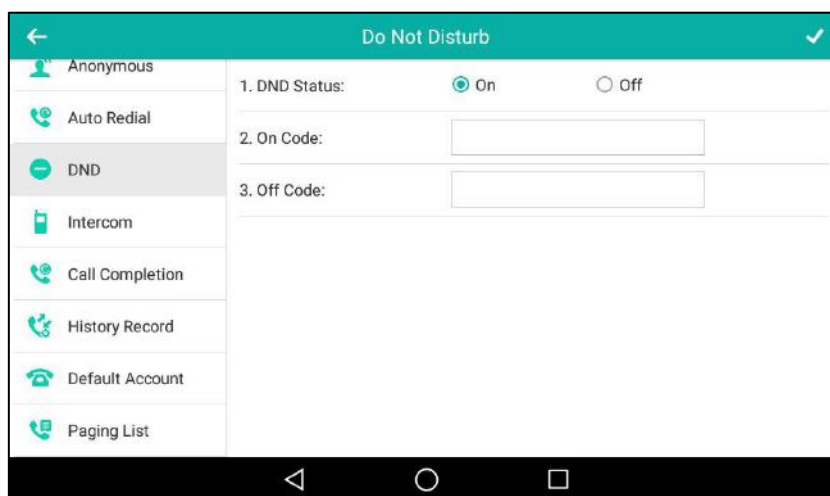 Do Not Disturb
Anonymous
Auto Redial
DND
Intercom
Call Completion
History Record
Default Account
Paging List
1. DND Status:
On
Off
2. On Code:
3. Off Code: